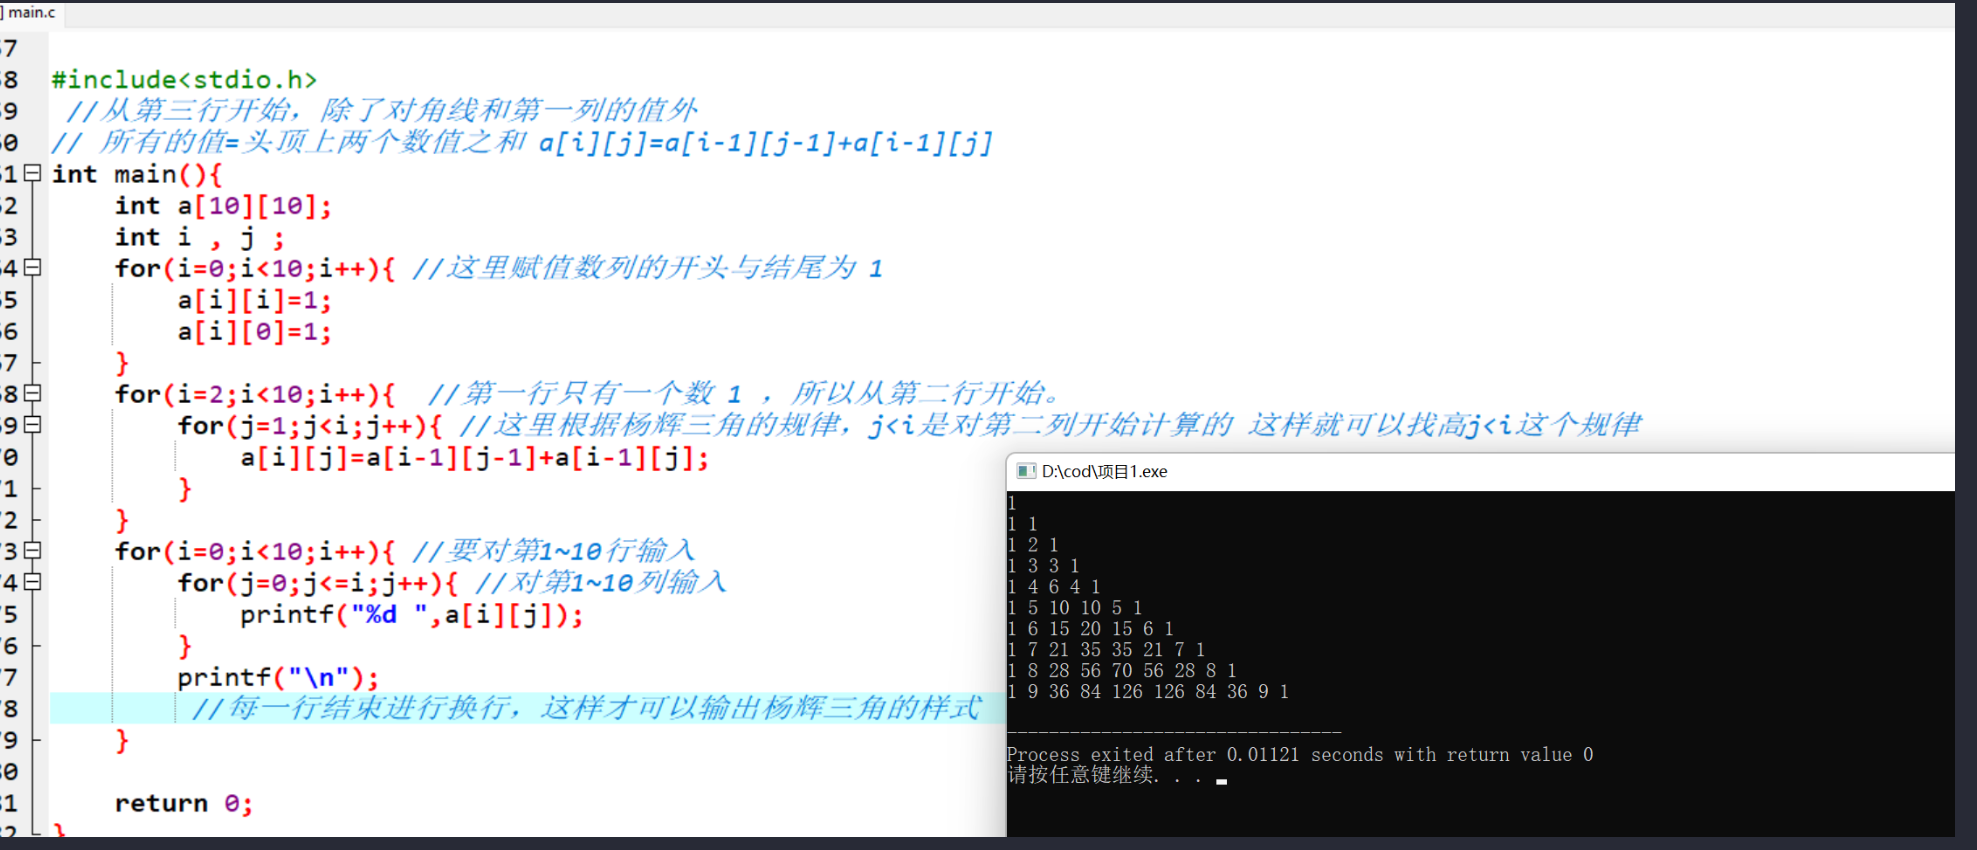 main.c
7
8 #include<stdio.h>
9 //从第三行开始，除了对角线和第一列的值外
0 // 所有的值=头顶上两个数值之和 a[i][j]=a[i-1][j-1]+a[i-1][j]
1 int main(){
2 int a[10][10];
3 int i , j ;
4 for(i=0;i<10;i++){ //这里赋值数列的开头与结尾为 1
5 a[i][i]=1;
6 a[i][0]=1;
7 }
8 for(i=2;i<10;i++){ //第一行只有一个数 1 ，所以从第二行开始。
9 for(j=1;j<i;j++){ //这里根据杨辉三角的规律，j<i是对第二列开始计算的 这样就可以找高j<i这个规律
0 a[i][j]=a[i-1][j-1]+a[i-1][j];
1 }
2 }
3 for(i=0;i<10;i++){ //要对第1~10行输入
4 for(j=0;j<=i;j++){ //对第1~10列输入
5 printf("%d ",a[i][j]);
6 }
7 printf("\n");
8 //每一行结束进行换行，这样才可以输出杨辉三角的样式
9 }
0
1 return 0;
2 }
D:\cod\项目1.exe
1
1 1
1 2 1
1 3 3 1
1 4 6 4 1
1 5 10 10 5 1
1 6 15 20 15 6 1
1 7 21 35 35 21 7 1
1 8 28 56 70 56 28 8 1
1 9 36 84 126 126 84 36 9 1
--------------------------------
Process exited after 0.01121 seconds with return value 0
请按任意键继续. . .